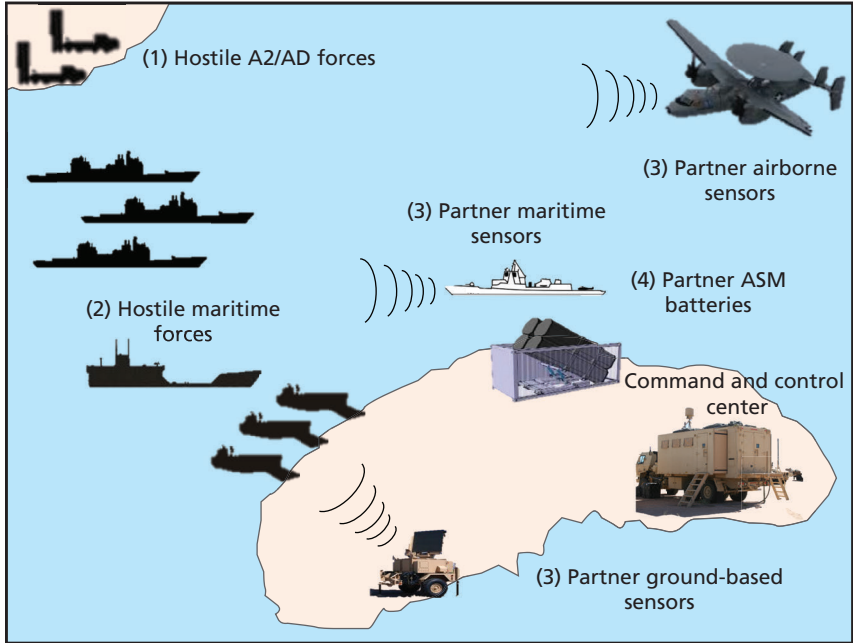 (1) Hostile A2/AD forces
(3) Partner airborne
sensors
(3) Partner maritime
sensors
(4) Partner ASM
batteries
(2) Hostile maritime
forces
Command and control
center
(3) Partner ground-based
sensors